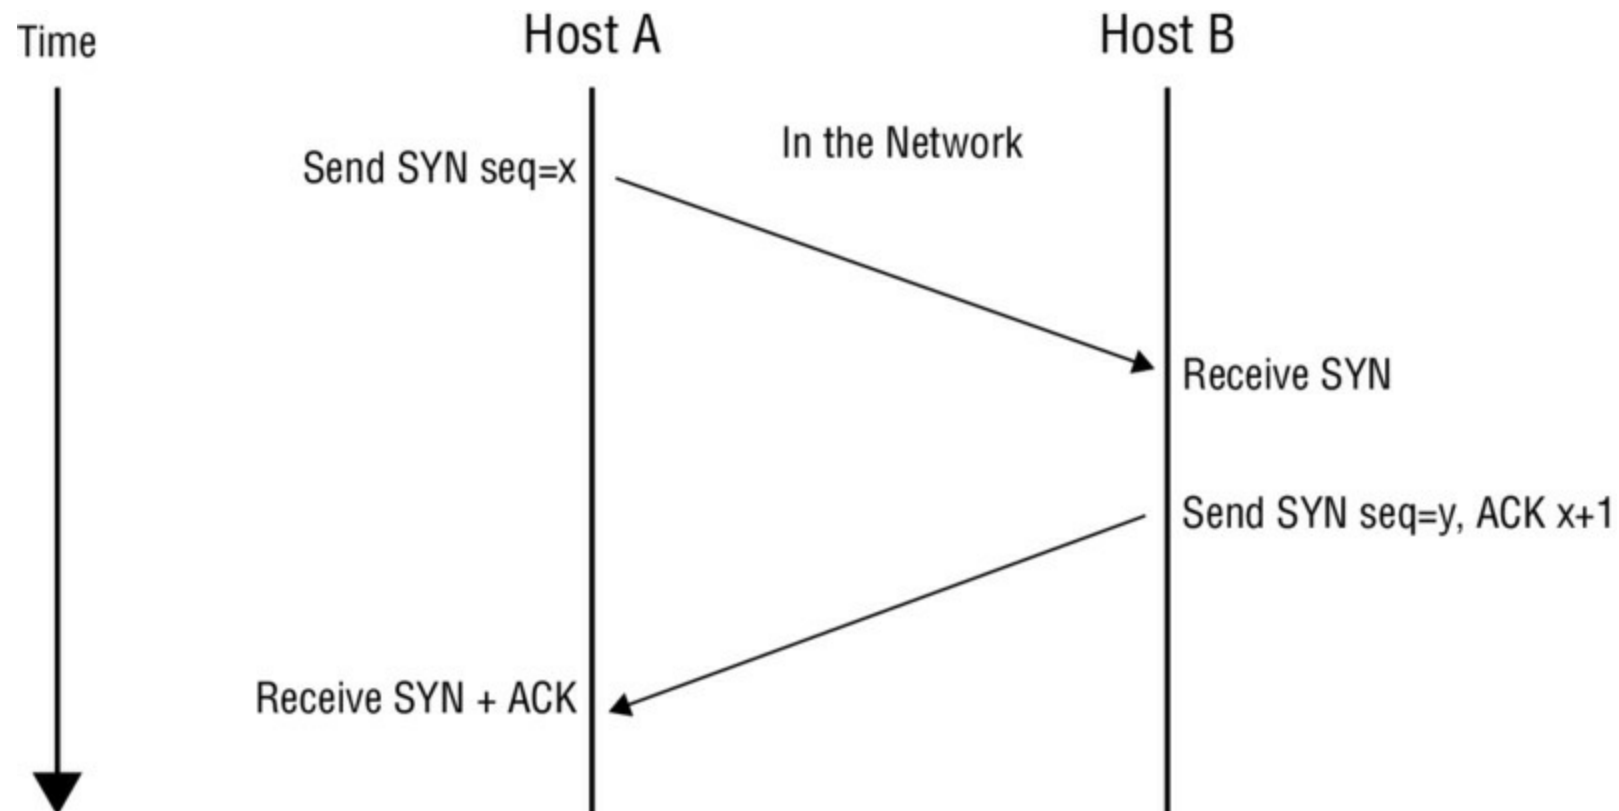 Time
Host A
Host B
In the Network
Send SYN seq=x
Receive SYN
Send SYN seq=y, ACK x+1
Receive SYN + ACK